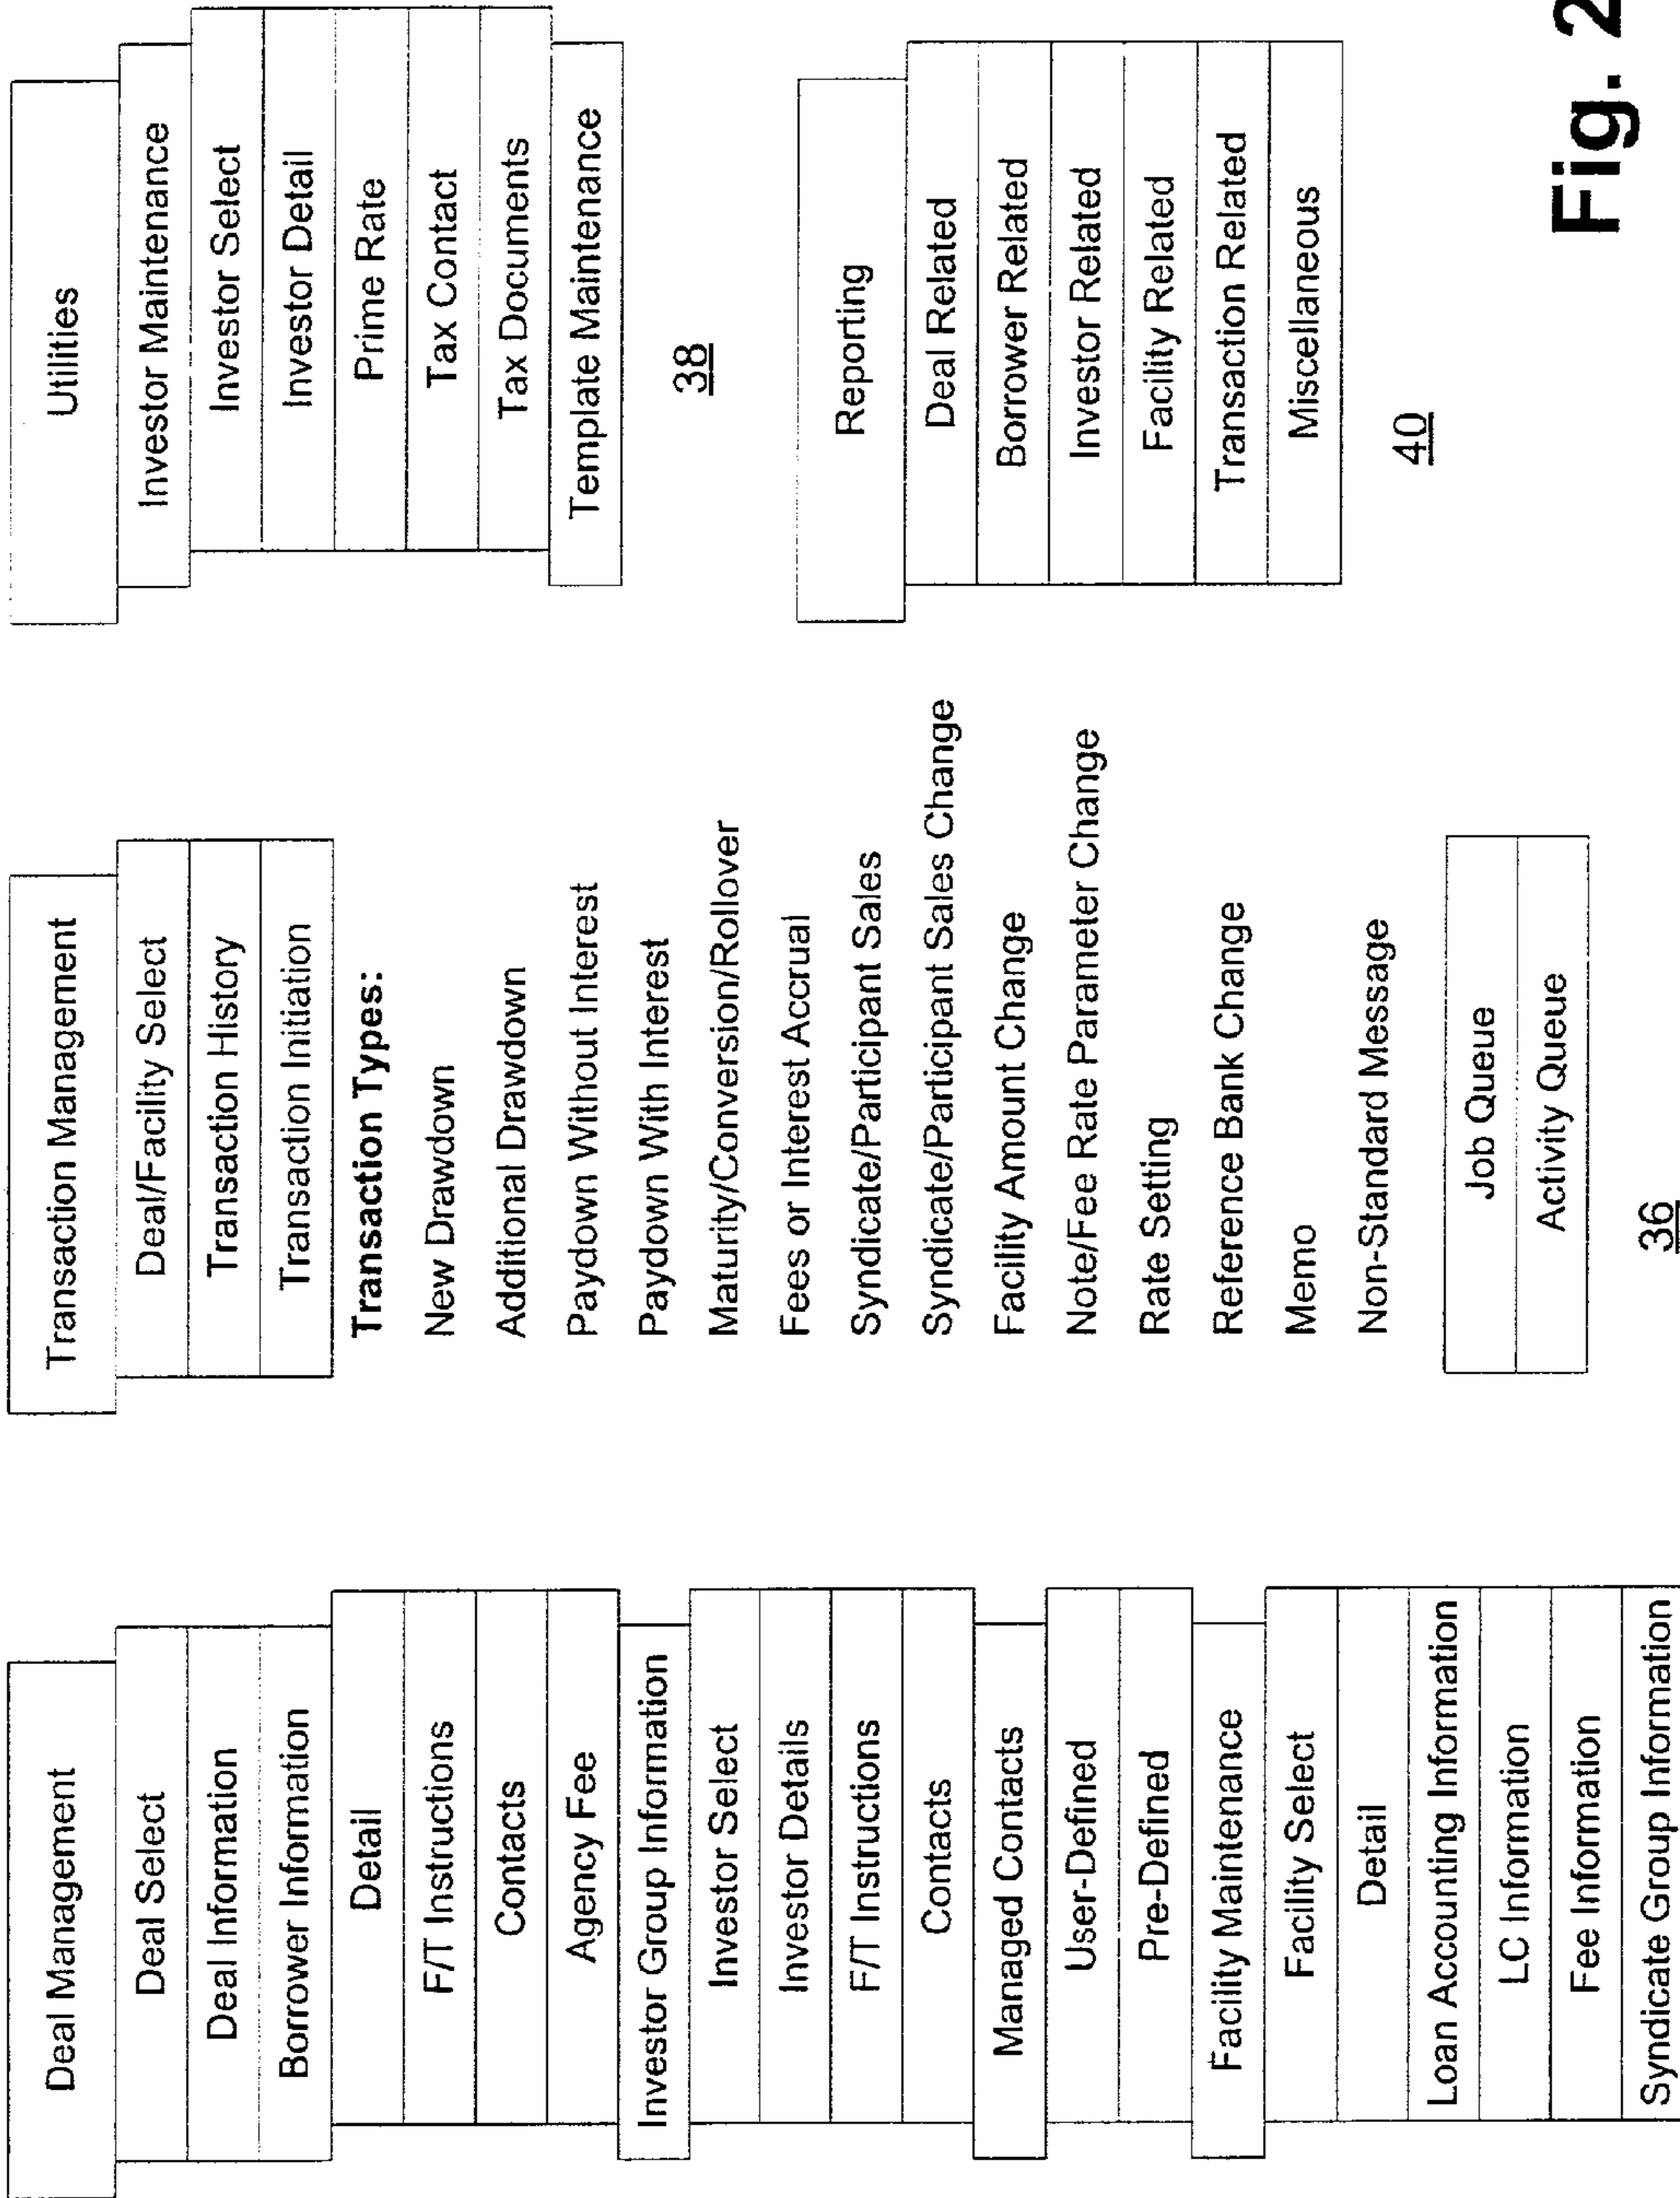 Deal Management
Deal Select
Deal Information
Borrower Information
Detail
F/T Instructions
Contacts
Agency Fee
Investor Group Information
Investor Select
Investor Details
F/T Instructions
Contacts
Managed Contacts
User-Defined
Pre-Defined
Facility Maintenance
Facility Select
Detail
Loan Accounting Information
LC Information
Fee Information
Syndicate Group Information
Transaction Management
Deal/Facility Select
Transaction History
Transaction Initiation
Transaction Types:
New Drawdown
Additional Drawdown
Paydown Without Interest
Paydown With Interest
Maturity/Conversion/Rollover
Fees or Interest Accrual
Syndicate/Participant Sales
Syndicate/Participant Sales Change
Facility Amount Change
Note/Fee Rate Parameter Change
Rate Setting
Reference Bank Change
Memo
Non-Standard Message
Job Queue
Activity Queue
36
Utilities
Investor Maintenance
Investor Select
Investor Detail
Prime Rate
Tax Contact
Tax Documents
Template Maintenance
38
Reporting
Deal Related
Borrower Related
Investor Related
Facility Related
Transaction Related
Miscellaneous
40
Fig. 2